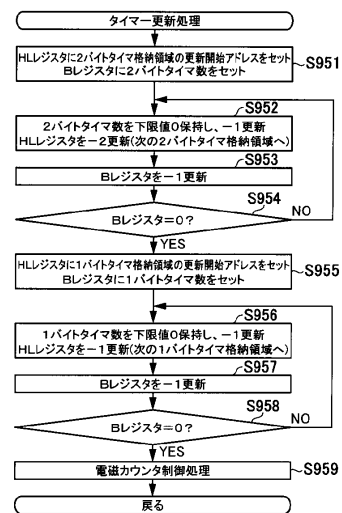 タイマー更新処理
HLレジスタに2バイトタイマ格納領域の更新開始アドレスをセット
Bレジスタに2バイトタイマ数をセット
S951
S952
2バイトタイマ数を下限値0保持し、-1更新
HLレジスタを-2更新(次の2バイトタイマ格納領域へ)
S953
Bレジスタを-1更新
S954
Bレジスタ=0?
NO
YES
HLレジスタに1バイトタイマ格納領域の更新開始アドレスをセット
Bレジスタに1バイトタイマ数をセット
S955
S956
1バイトタイマ数を下限値0保持し、-1更新
HLレジスタを-1更新(次の1バイトタイマ格納領域へ)
S957
Bレジスタを-1更新
S958
Bレジスタ=0?
NO
YES
電磁カウンタ制御処理
S959
戻る